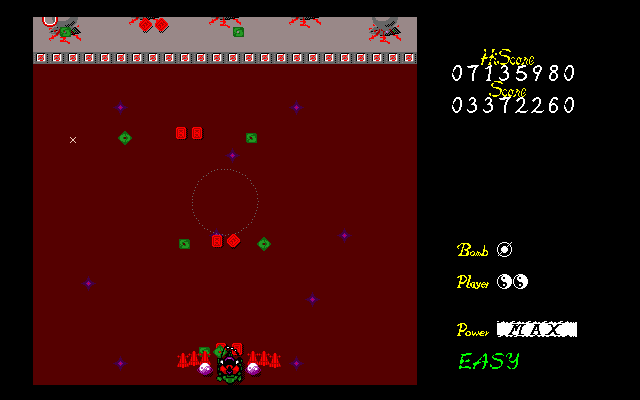 HiScore
07135980
Score
03372260
Bomb
Player
Power MAX
EASY